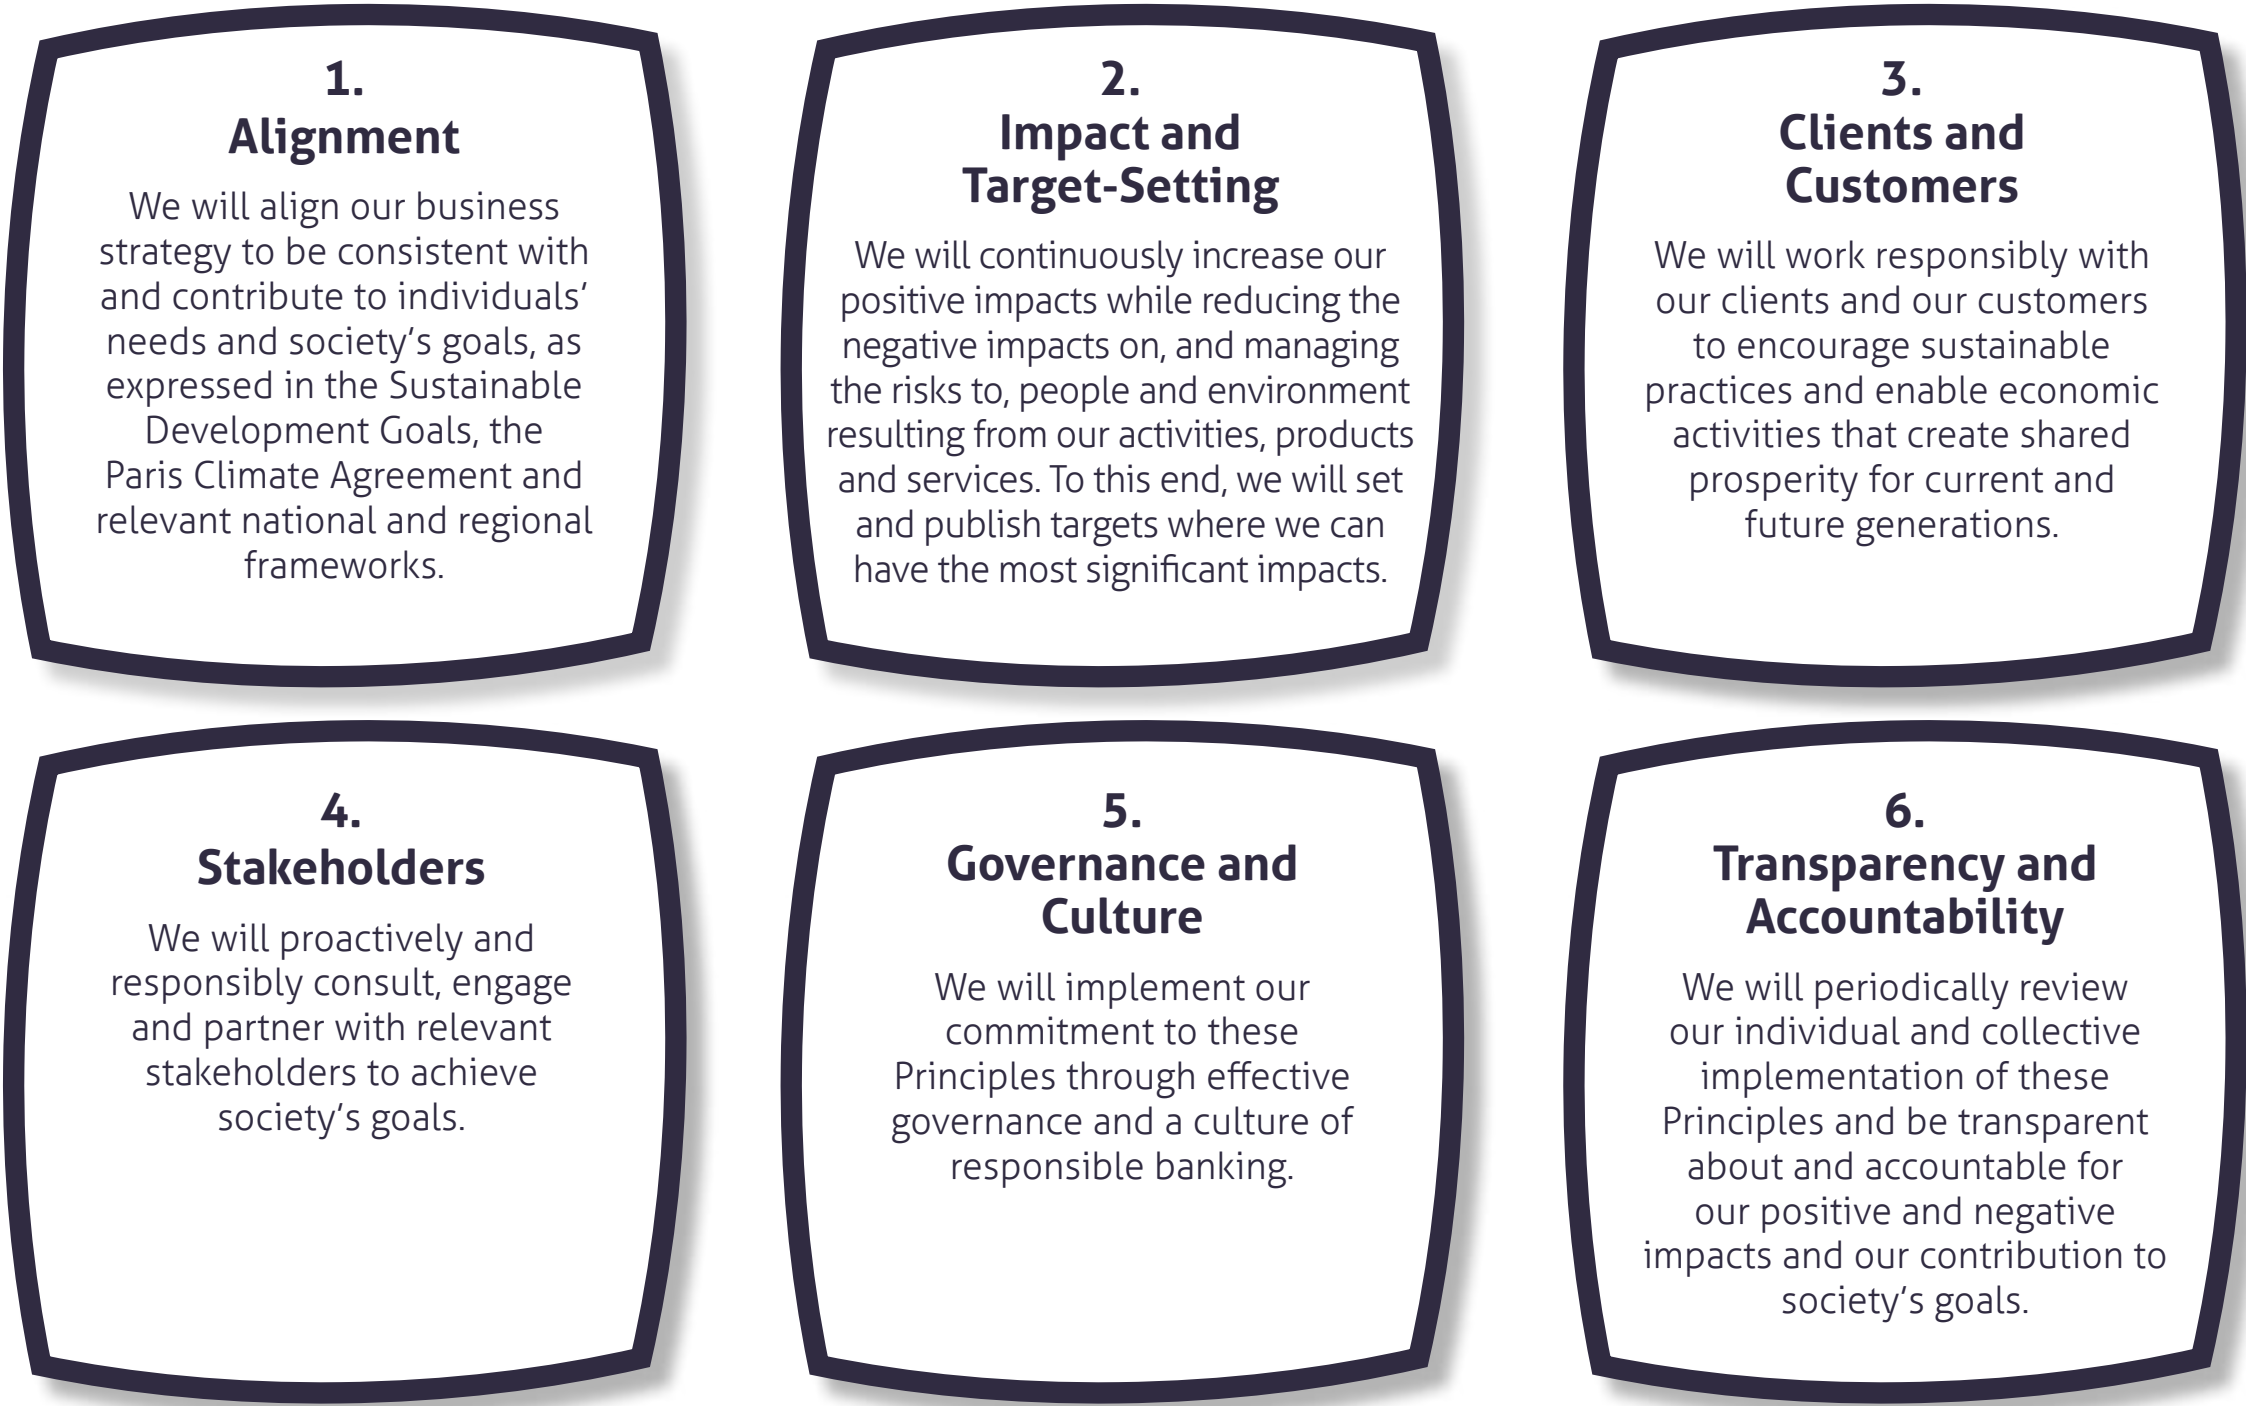 1.
Alignment
We will align our business
strategy to be consistent with
and contribute to individuals’
needs and society’s goals, as
expressed in the Sustainable
Development Goals, the
Paris Climate Agreement and
relevant national and regional
frameworks.
2.
Impact and
Target-Setting
We will continuously increase our
positive impacts while reducing the
negative impacts on, and managing
the risks to, people and environment
resulting from our activities, products
and services. To this end, we will set
and publish targets where we can
have the most significant impacts.
3.
Clients and
Customers
We will work responsibly with
our clients and our customers
to encourage sustainable
practices and enable economic
activities that create shared
prosperity for current and
future generations.
4.
Stakeholders
We will proactively and
responsibly consult, engage
and partner with relevant
stakeholders to achieve
society’s goals.
5.
Governance and
Culture
We will implement our
commitment to these
Principles through effective
governance and a culture of
responsible banking.
6.
Transparency and
Accountability
We will periodically review
our individual and collective
implementation of these
Principles and be transparent
about and accountable for
our positive and negative
impacts and our contribution to
society’s goals.